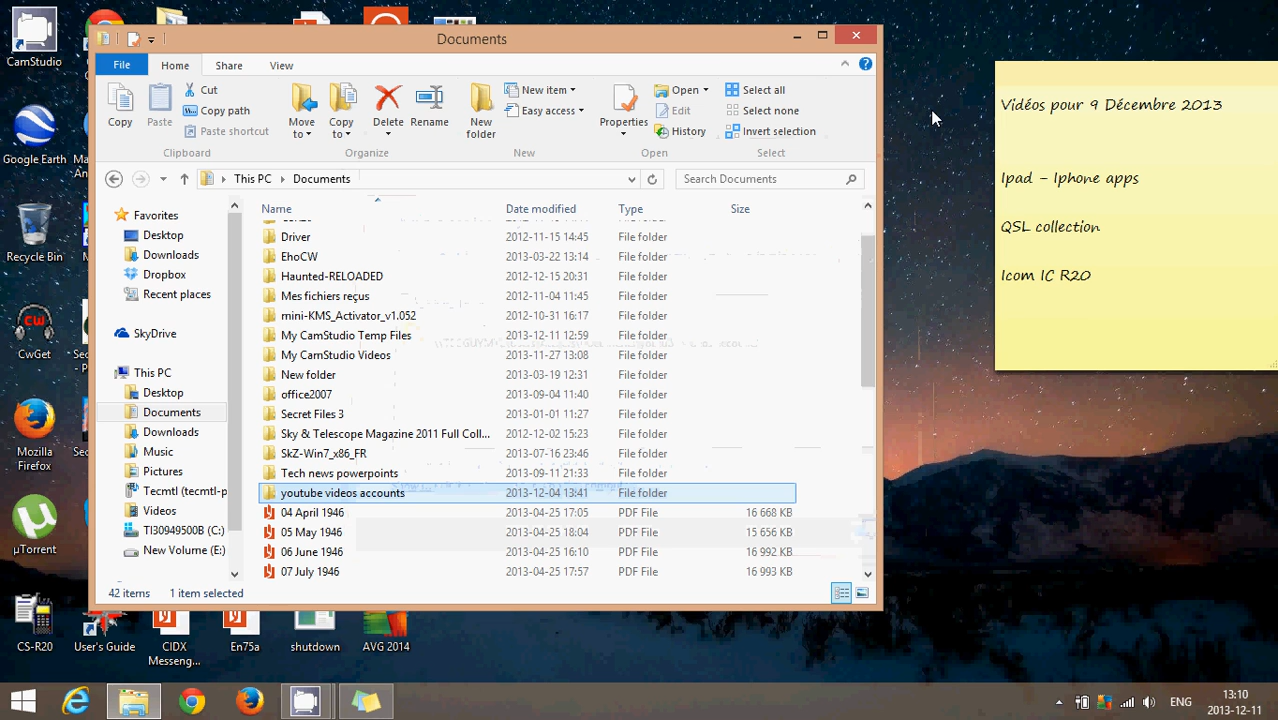 Documents
File Home Share View
Copy
Paste
Cut
Copy path
Paste shortcut
Clipboard
Move to
Copy to
Delete
Rename
Organize
New folder
New item
Easy access
New
Properties
Open
Edit
History
Open
Select all
Select none
Invert selection
Select
This PC Documents
Search Documents
Favorites
Desktop
Downloads
Dropbox
Recent places
SkyDrive
This PC
Desktop
Documents
Downloads
Music
Pictures
Tecmtl (tecmtl-p
Videos
TI30949500B (C:)
New Volume (E:)
Name Date modified Type Size
Driver 2012-11-15 14:45 File folder
EhoCW 2013-03-22 13:14 File folder
Haunted-RELOADED 2012-12-15 20:31 File folder
Mes fichiers reçus 2012-11-04 11:45 File folder
mini-KMS_Activator_v1.052 2012-10-31 16:17 File folder
My CamStudio Temp Files 2013-12-11 12:59 File folder
My CamStudio Videos 2013-11-27 13:08 File folder
New folder 2013-03-19 12:31 File folder
office2007 2013-09-04 11:40 File folder
Secret Files 3 2013-01-01 11:27 File folder
Sky & Telescope Magazine 2011 Full Coll... 2012-12-02 15:23 File folder
SkZ-Win7_x86_FR 2013-07-16 23:46 File folder
Tech news powerpoints 2013-09-11 21:33 File folder
youtube videos accounts 2013-12-04 13:41 File folder
04 April 1946 2013-04-25 17:05 PDF File 16 668 KB
05 May 1946 2013-04-25 18:04 PDF File 15 656 KB
06 June 1946 2013-04-25 16:10 PDF File 16 992 KB
07 July 1946 2013-04-25 17:57 PDF File 16 993 KB
42 items 1 item selected
Vidéos pour 9 Décembre 2013
Ipad - Iphone apps
QSL collection
Icom IC R20
CamStudio
Google Earth
Recycle Bin
CwGet
Mozilla
Firefox
µTorrent
CS-R20
User's Guide
CIDX
Messeng...
En75a
shutdown
AVG 2014
ENG
13:10
2013-12-11